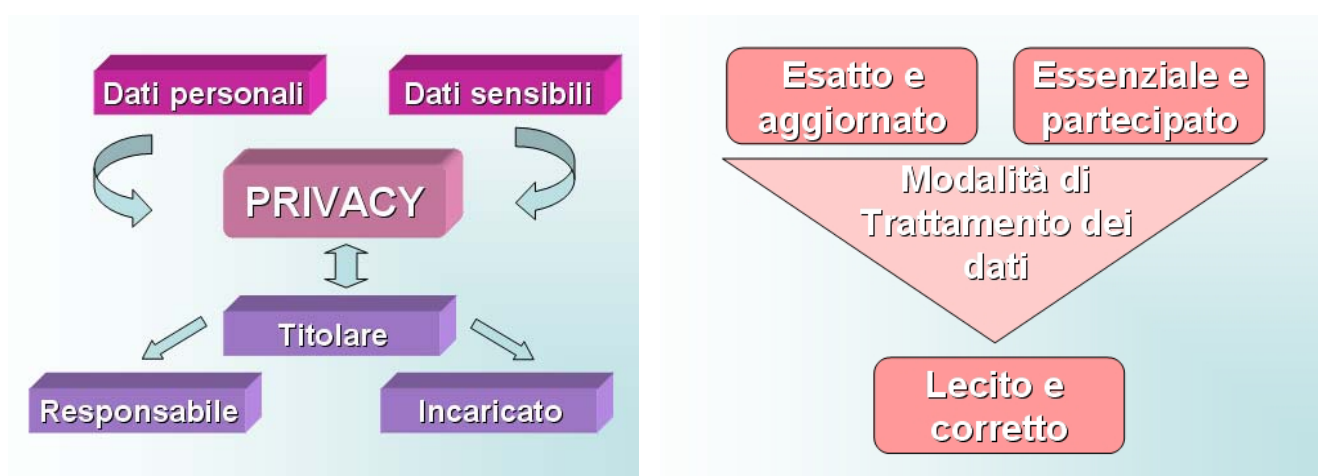 Dati personali
Dati sensibili
PRIVACY
Titolare
Responsabile
Incaricato
Esatto e
aggiornato
Essenziale e
partecipato
Modalità di
Trattamento dei
dati
Lecito e
corretto